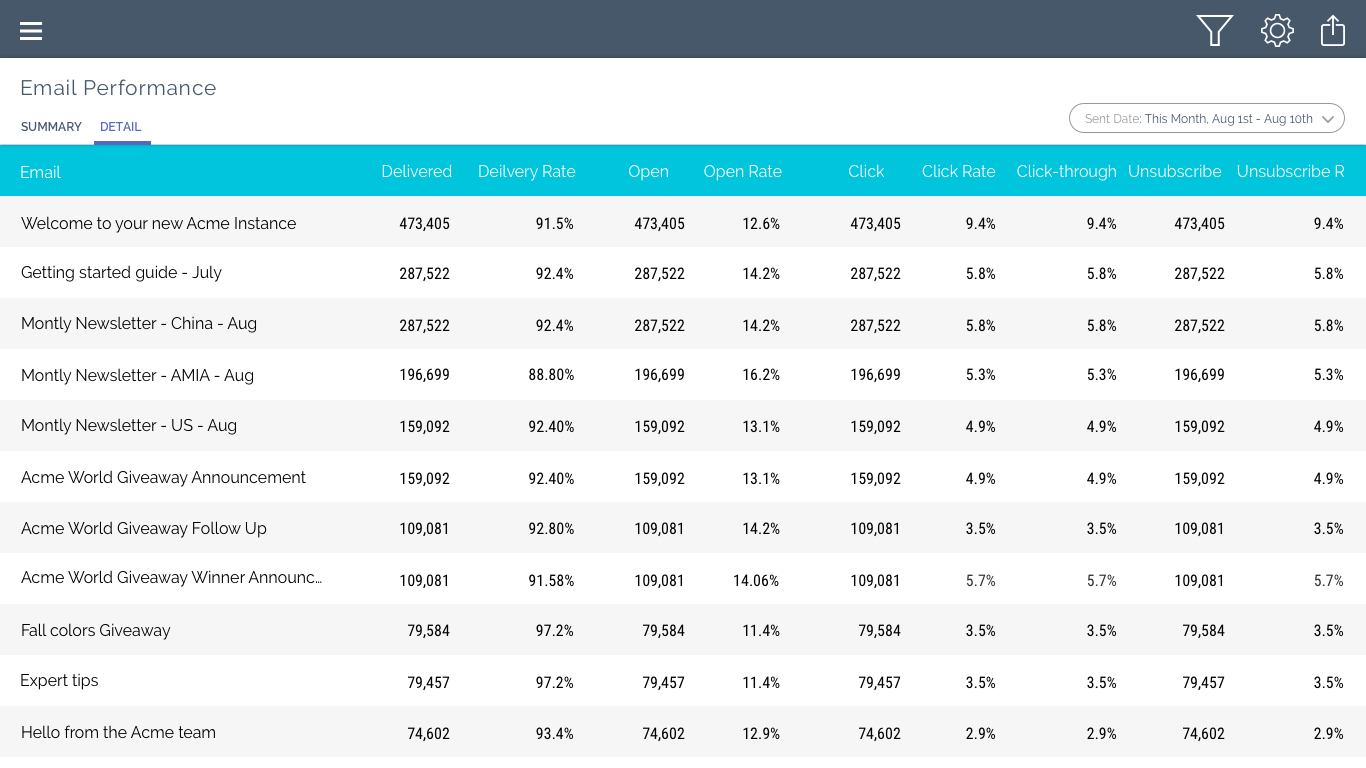 Email Performance
SUMMARY DETAIL
Sent Date: This Month, Aug 1st - Aug 10th
Email Delivered Deilvery Rate Open Open Rate Click Click Rate Click-through Unsubscribe Unsubscribe R
Welcome to your new Acme Instance 473,405 91.5% 473,405 12.6% 473,405 9.4% 9.4% 473,405 9.4%
Getting started guide - July 287,522 92.4% 287,522 14.2% 287,522 5.8% 5.8% 287,522 5.8%
Montly Newsletter - China - Aug 287,522 92.4% 287,522 14.2% 287,522 5.8% 5.8% 287,522 5.8%
Montly Newsletter - AMIA - Aug 196,699 88.80% 196,699 16.2% 196,699 5.3% 5.3% 196,699 5.3%
Montly Newsletter - US - Aug 159,092 92.40% 159,092 13.1% 159,092 4.9% 4.9% 159,092 4.9%
Acme World Giveaway Announcement 159,092 92.40% 159,092 13.1% 159,092 4.9% 4.9% 159,092 4.9%
Acme World Giveaway Follow Up 109,081 92.80% 109,081 14.2% 109,081 3.5% 3.5% 109,081 3.5%
Acme World Giveaway Winner Announc... 109,081 91.58% 109,081 14.06% 109,081 5.7% 5.7% 109,081 5.7%
Fall colors Giveaway 79,584 97.2% 79,584 11.4% 79,584 3.5% 3.5% 79,584 3.5%
Expert tips 79,457 97.2% 79,457 11.4% 79,457 3.5% 3.5% 79,457 3.5%
Hello from the Acme team 74,602 93.4% 74,602 12.9% 74,602 2.9% 2.9% 74,602 2.9%